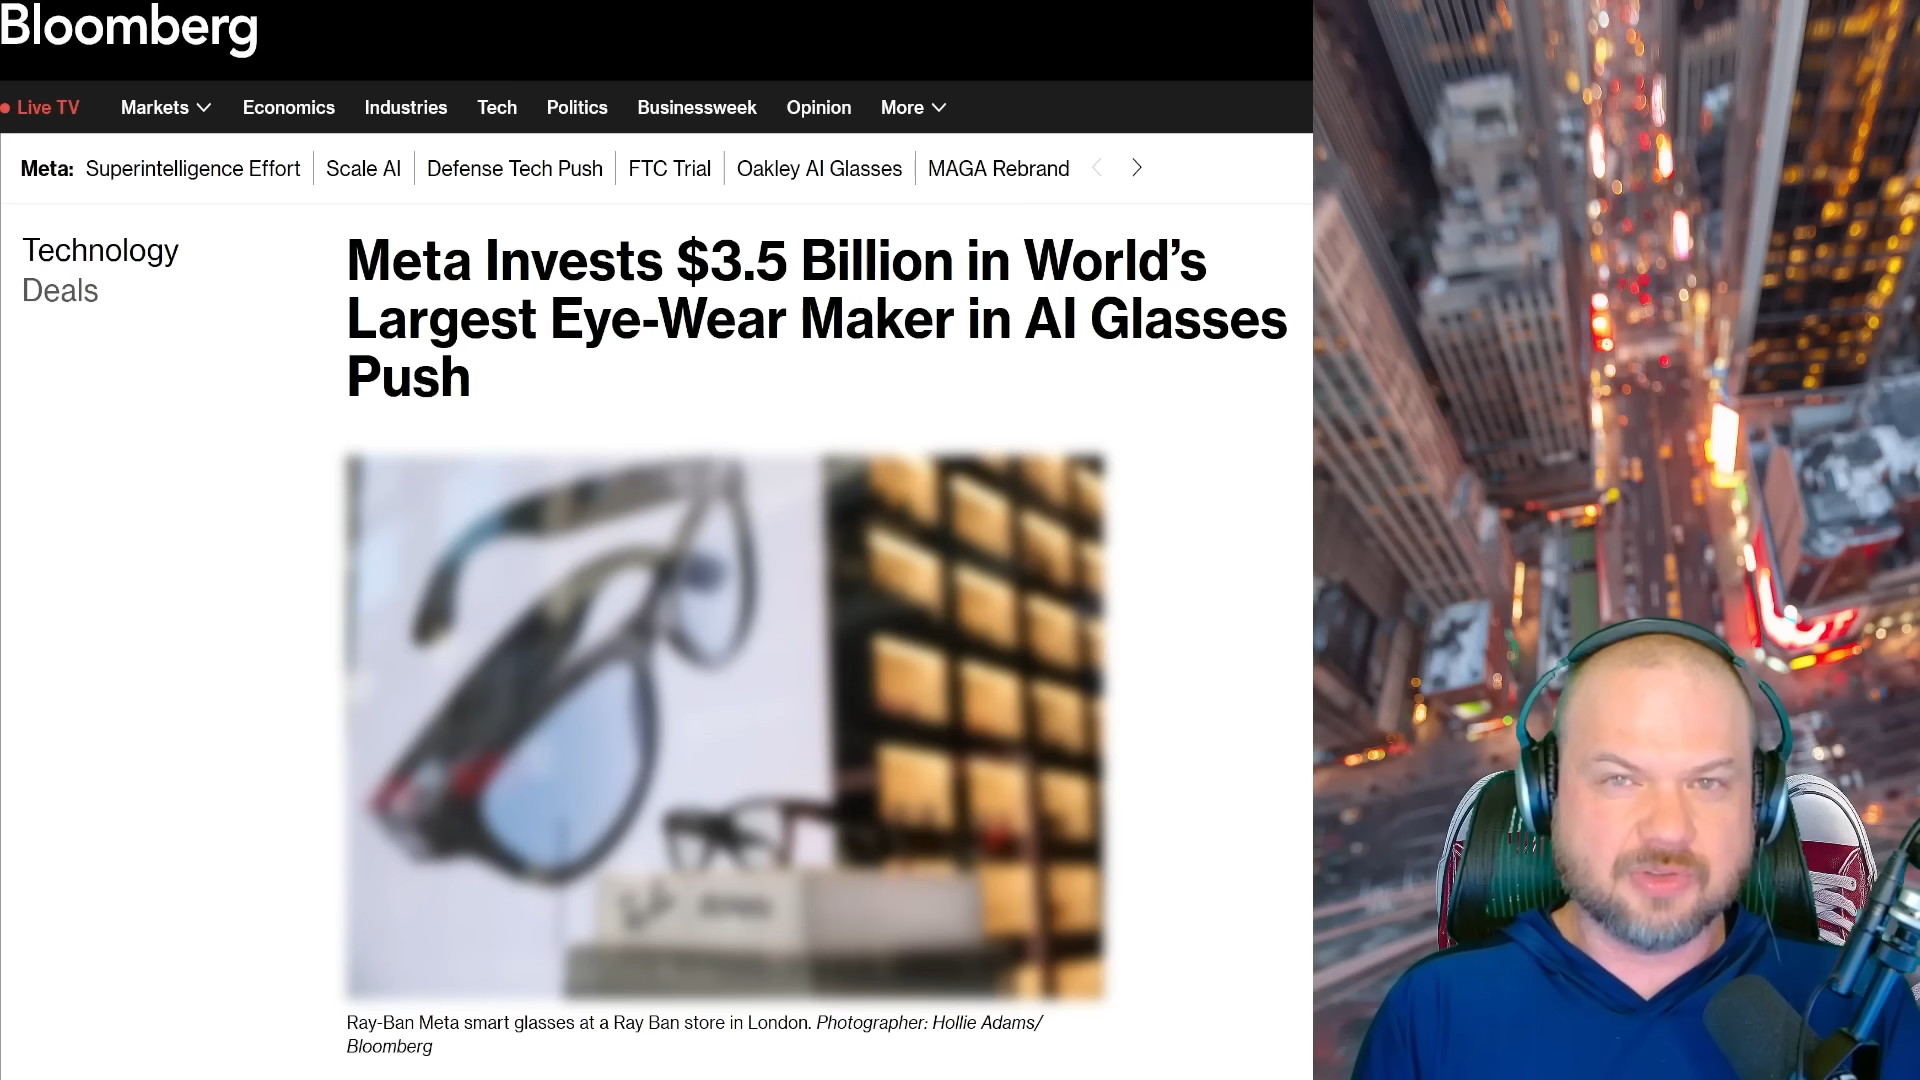 Bloomberg
Live TV Markets Economics Industries Tech Politics Businessweek Opinion More
Meta: Superintelligence Effort Scale AI Defense Tech Push FTC Trial Oakley AI Glasses MAGA Rebrand
Technology
Deals
Meta Invests $3.5 Billion in World’s
Largest Eye-Wear Maker in AI Glasses
Push
Ray-Ban Meta smart glasses at a Ray Ban store in London. Photographer: Hollie Adams/
Bloomberg